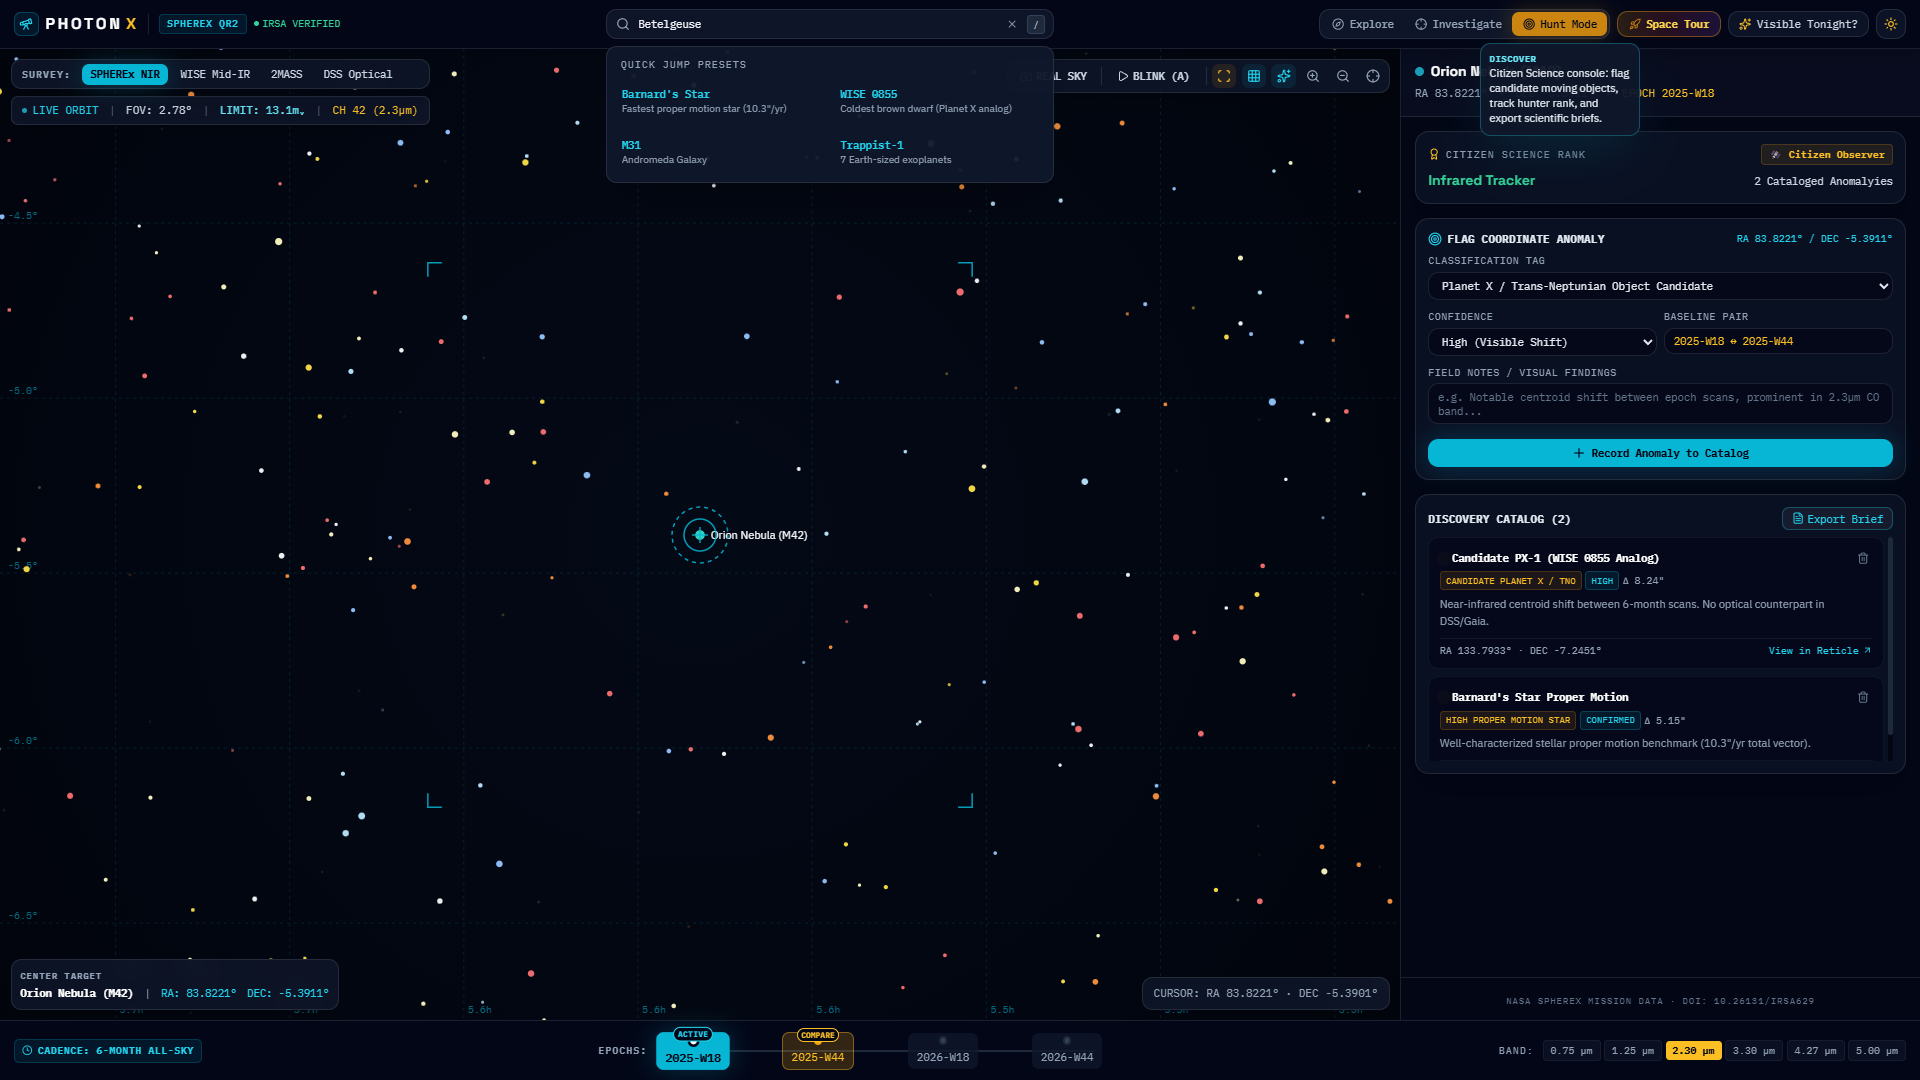 PHOTON X
SPHEREX QR2
IRSA VERIFIED
Betelgeuse
/
Explore
Investigate
Hunt Mode
Space Tour
Visible Tonight?
SURVEY:
SPHEREx NIR
WISE Mid-IR
2MASS
DSS Optical
LIVE ORBIT | FOV: 2.78° | LIMIT: 13.1m | CH 42 (2.3μm)
QUICK JUMP PRESETS
Barnard's Star
Fastest proper motion star (10.3"/yr)
WISE 0855
Coldest brown dwarf (Planet X analog)
M31
Andromeda Galaxy
Trappist-1
7 Earth-sized exoplanets
SKY
BLINK (A)
DISCOVER
Citizen Science console: flag
candidate moving objects,
track hunter rank, and
export scientific briefs.
Orion
RA 83.8221
2025-W18
CITIZEN SCIENCE RANK
Citizen Observer
Infrared Tracker
2 Cataloged Anomalyies
FLAG COORDINATE ANOMALY
RA 83.8221° / DEC -5.3911°
CLASSIFICATION TAG
Planet X / Trans-Neptunian Object Candidate
CONFIDENCE
BASELINE PAIR
High (Visible Shift)
2025-W18 ↔ 2025-W44
FIELD NOTES / VISUAL FINDINGS
e.g. Notable centroid shift between epoch scans, prominent in 2.3μm CO
band...
+ Record Anomaly to Catalog
DISCOVERY CATALOG (2)
Export Brief
Candidate PX-1 (WISE 0855 Analog)
CANDIDATE PLANET X / TNO
HIGH
Δ 8.24"
Near-infrared centroid shift between 6-month scans. No optical counterpart in
DSS/Gaia.
RA 133.7933° · DEC -7.2451°
View in Reticle ↗
Barnard's Star Proper Motion
HIGH PROPER MOTION STAR
CONFIRMED
Δ 5.15"
Well-characterized stellar proper motion benchmark (10.3"/yr total vector).
NASA SPHEREX MISSION DATA · DOI: 10.26131/IRSA629
-4.5°
-5.0°
-5.5°
-6.0°
-6.5°
Orion Nebula (M42)
CENTER TARGET
Orion Nebula (M42) | RA: 83.8221° DEC: -5.3911°
5.6h
5.6h
5.6h
5.5h
CURSOR: RA 83.8221° · DEC -5.3901°
CADENCE: 6-MONTH ALL-SKY
EPOCHS:
ACTIVE
2025-W18
COMPARE
2025-W44
2026-W18
2026-W44
BAND:
0.75 μm
1.25 μm
2.30 μm
3.30 μm
4.27 μm
5.00 μm